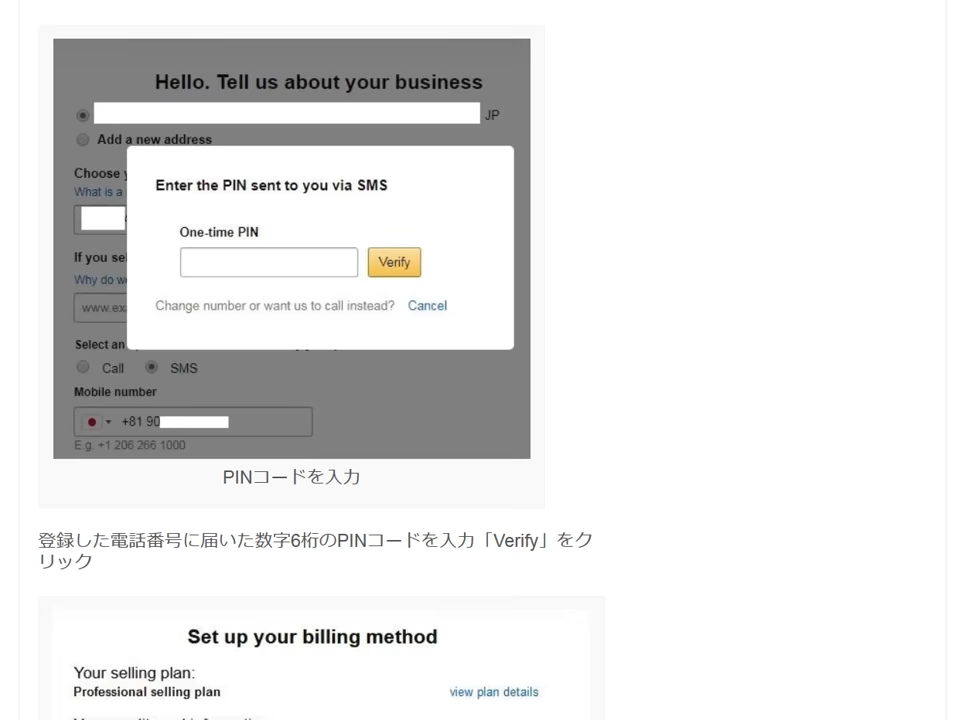 Hello. Tell us about your business
JP
Add a new address
Choose
What is a
Enter the PIN sent to you via SMS
One-time PIN
Verify
If you se
Why do w
www.ex
Change number or want us to call instead? Cancel
Select an
Call SMS
Mobile number
+81 90
E.g. +1 206 266 1000
PINコードを入力
登録した電話番号に届いた数字6桁のPINコードを入力「Verify」をク
リック
Set up your billing method
Your selling plan:
Professional selling plan view plan details